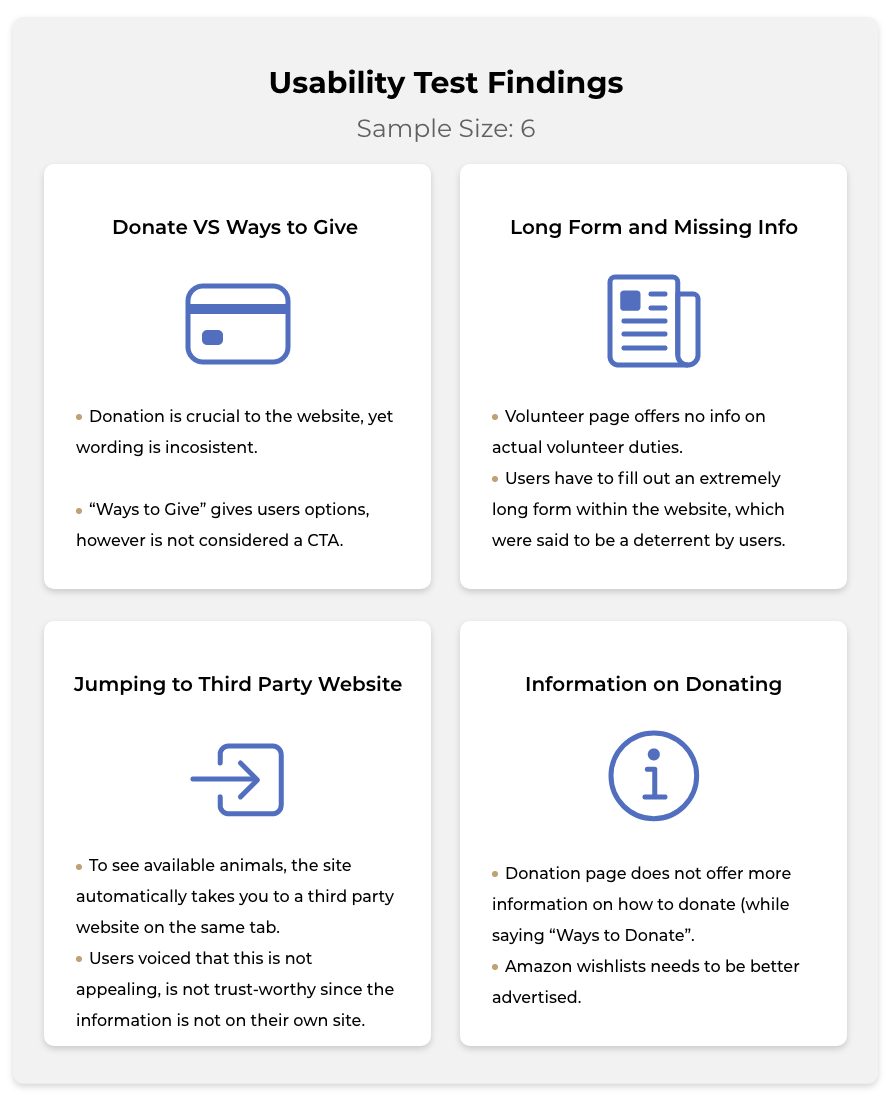 Usability Test Findings
Sample Size: 6
Donate VS Ways to Give
• Donation is crucial to the website, yet
wording is incosistent.
• “Ways to Give” gives users options,
however is not considered a CTA.
Long Form and Missing Info
• Volunteer page offers no info on
actual volunteer duties.
• Users have to fill out an extremely
long form within the website, which
were said to be a deterrent by users.
Jumping to Third Party Website
• To see available animals, the site
automatically takes you to a third party
website on the same tab.
• Users voiced that this is not
appealing, is not trust-worthy since the
information is not on their own site.
Information on Donating
• Donation page does not offer more
information on how to donate (while
saying “Ways to Donate”.
• Amazon wishlists needs to be better
advertised.